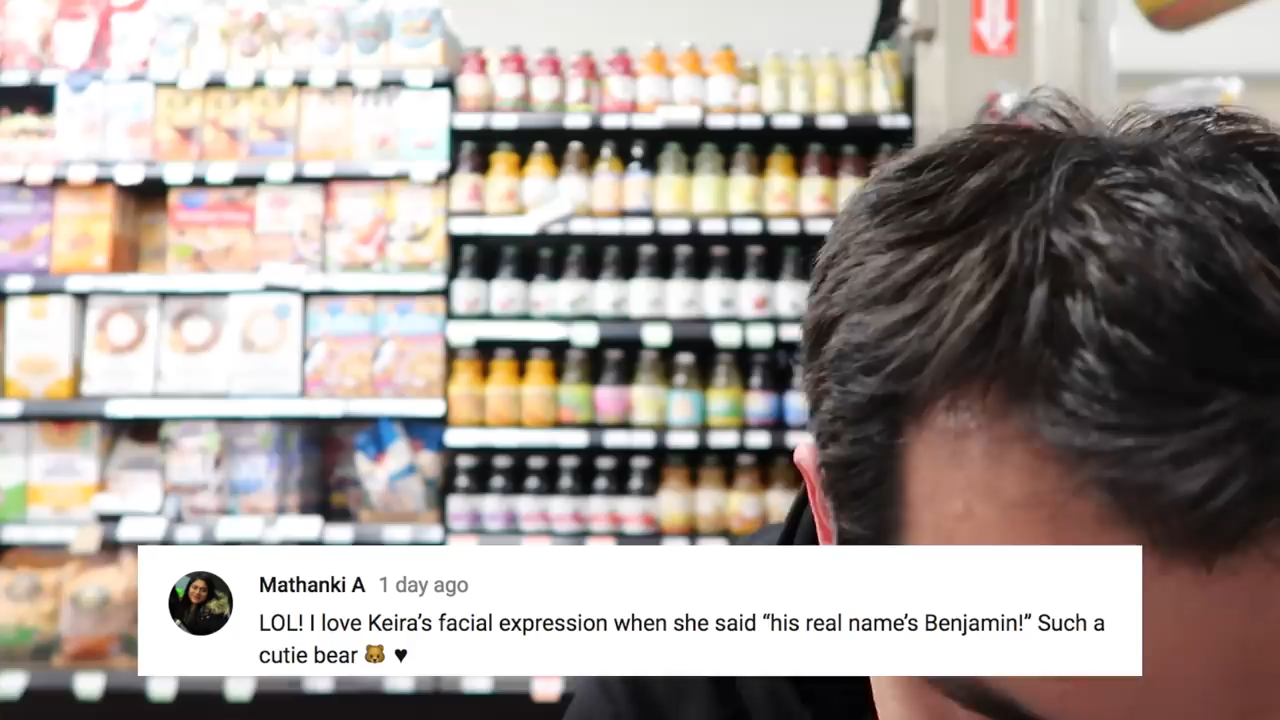 Mathanki A 1 day ago
LOL! I love Keira’s facial expression when she said “his real name’s Benjamin!” Such a
cutie bear 🐻 ♥